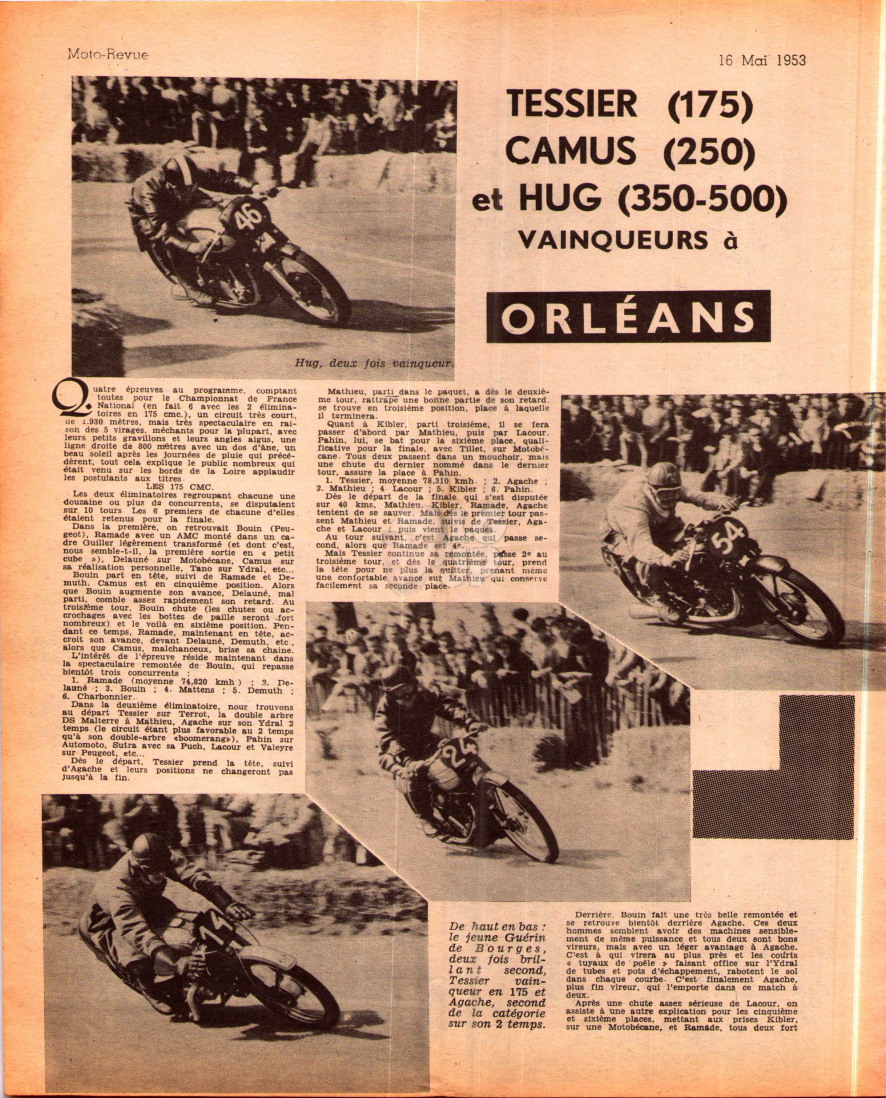 Moto-Revue
16 Mai 1953
TESSIER (175)
CAMUS (250)
et HUG (350-500)
VAINQUEURS à
ORLÉANS
46
Hug, deux fois vainqueur.
Quatre épreuves au programme, comptant
toutes pour le Championnat de France
National (en fait 6 avec les 2 élimina-
toires en 175 cmc.), un circuit très court,
de 1.930 mètres, mais très spectaculaire en rai-
son des 5 virages, méchants pour la plupart, avec
leurs petits gravillons et leurs angles aigus, une
ligne droite de 800 mètres avec un dos d'âne, un
beau soleil après les journées de pluie qui précé-
dèrent, tout cela explique le public nombreux qui
était venu sur les bords de la Loire applaudir
les postulants aux titres
LES 175 CMC.
Les deux éliminatoires regroupant chacune une
douzaine ou plus de concurrents, se disputaient
sur 10 tours Les 6 premiers de chacune d'elles
étaient retenus pour la finale.
Dans la première, on retrouvait Bouin (Peu-
geot), Ramade avec un AMC monté dans un ca-
dre Guiller légèrement transformé (et dont c'est,
nous semble-t-il, la première sortie en « petit
cube »), Delauné sur Motobécane, Camus sur
sa réalisation personnelle, Tano sur Ydral, etc...
Bouin part en tête, suivi de Ramade et De-
muth. Camus est en cinquième position. Alors
que Bouin augmente son avance, Delauné, mal
parti, comble assez rapidement son retard. Au
troisième tour, Bouin chute (les chutes ou ac-
crochages avec les bottes de paille seront fort
nombreux) et le voilà en sixième position. Pen-
dant ce temps, Ramade, maintenant en tête, ac-
croît son avance, devant Delauné, Demuth, etc ,
alors que Camus, malchanceux, brise sa chaîne.
L'intérêt de l'épreuve réside maintenant dans
la spectaculaire remontée de Bouin, qui repasse
bientôt trois concurrents :
1. Ramade (moyenne 74,820 kmh ) ; 2. De-
launé ; 3. Bouin ; 4. Mattens ; 5. Demuth ;
6. Charbonnier.
Dans la deuxième éliminatoire, nous trouvons
au départ Tessier sur Terrot, la double arbre
DS Malterre à Mathieu, Agache sur son Ydral 2
temps (le circuit étant plus favorable au 2 temps
qu'à son double-arbre «boomerang»), Pahin sur
Automoto, Sutra avec sa Puch, Lacour et Valeyre
sur Peugeot, etc...
Dès le départ, Tessier prend la tête, suivi
d'Agache et leurs positions ne changeront pas
jusqu'à la fin.
Mathieu, parti dans le paquet, a dès le deuxiè-
me tour, rattrapé une bonne partie de son retard,
se trouve en troisième position, place à laquelle
il terminera.
Quant à Kibler, parti troisième, il se fera
passer d'abord par Mathieu, puis par Lacour.
Pahin, lui, se bat pour la sixième place, quali-
ficative pour la finale, avec Tillet, sur Motobé-
cane. Tous deux passent dans un mouchoir, mais
une chute du dernier nommé dans le dernier
tour, assure la place à Pahin.
1. Tessier, moyenne 78,310 kmh ; 2. Agache ;
3. Mathieu ; 4 Lacour ; 5. Kibler ; 6. Pahin.
Dès le départ de la finale qui s'est disputée
sur 40 kms, Mathieu, Kibler, Ramade, Agache
tentent de se sauver. Mais dès le premier tour pas-
sent Mathieu et Ramade, suivis de Tessier, Aga-
che et Lacour ; puis vient le paquet.
Au tour suivant, c'est Agache qui passe se-
cond, alors que Ramade est 4e.
Mais Tessier continue sa remontée, passe 2e au
troisième tour, et dès le quatrième tour, prend
la tête pour ne plus la quitter, prenant même
une confortable avance sur Mathieu qui conserve
facilement sa seconde place.
54
24
14
De haut en bas :
le jeune Guérin
de Bourges,
deux fois bril-
lant second,
Tessier vain-
queur en 175 et
Agache, second
de la catégorie
sur son 2 temps.
Derrière, Bouin fait une très belle remontée et
se retrouve bientôt derrière Agache. Ces deux
hommes semblent avoir des machines sensible-
ment de même puissance et tous deux sont bons
vireurs, mais avec un léger avantage à Agache.
C'est à qui virera au plus près et les coifrts
« tuyaux de poêle » faisant office sur l'Ydral
de tubes et pots d'échappement, rabotent le sol
dans chaque courbe. C'est finalement Agache,
plus fin vireur, qui l'emporte dans ce match à
deux.
Après une chute assez sérieuse de Lacour, on
assiste à une autre explication pour les cinquième
et sixième places, mettant aux prises Kibler,
sur une Motobécane, et Ramade, tous deux fort